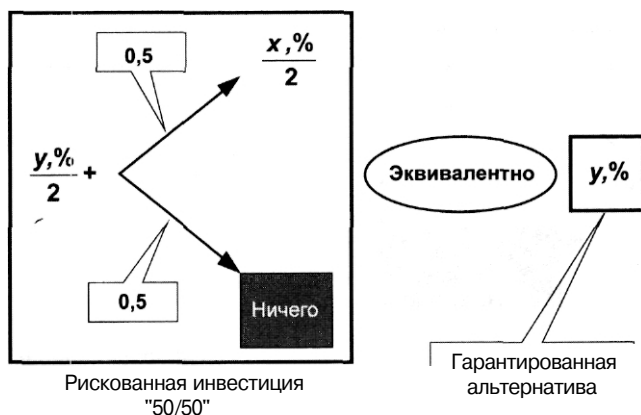 0,5
x,%
2
y,%
2 +
0,5
Ничего
Эквивалентно
y,%
Рискованная инвестиция
"50/50"
Гарантированная
альтернатива